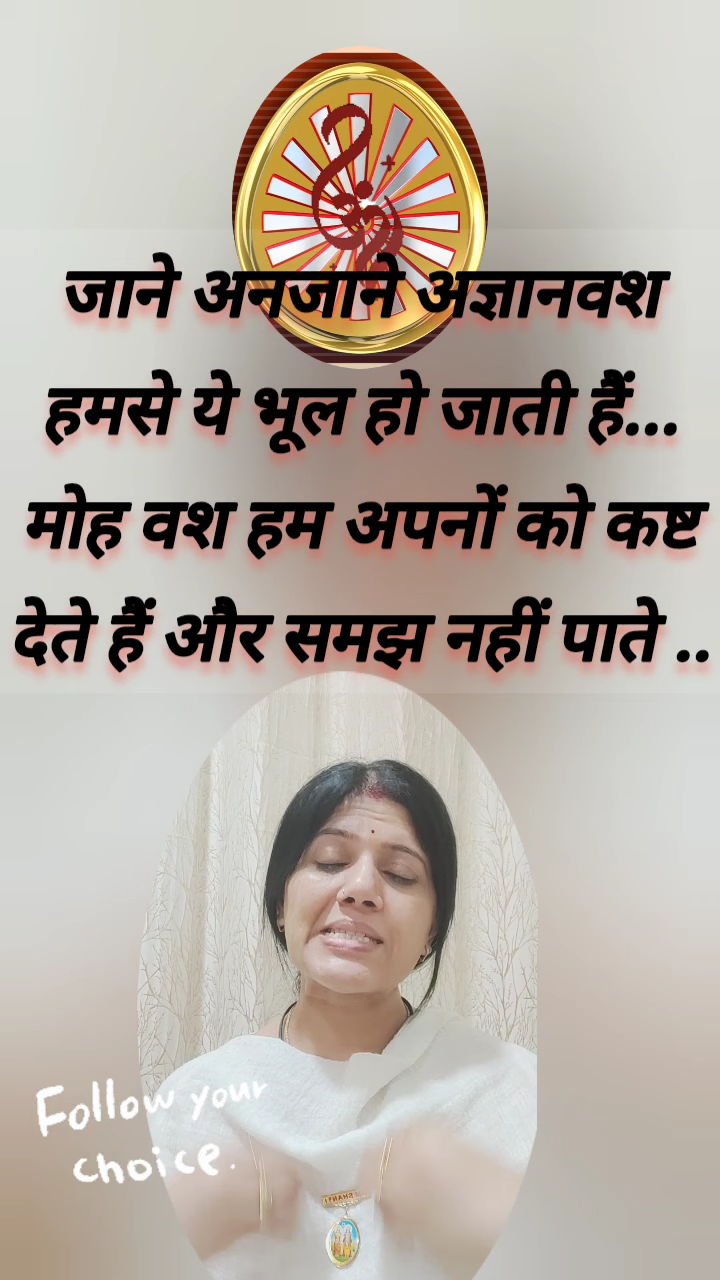 जाने अनजाने अज्ञानवश
हमसे ये भूल हो जाती हैं...
मोह वश हम अपनों को कष्ट
देते हैं और समझ नहीं पाते ..
Follow your
choice.